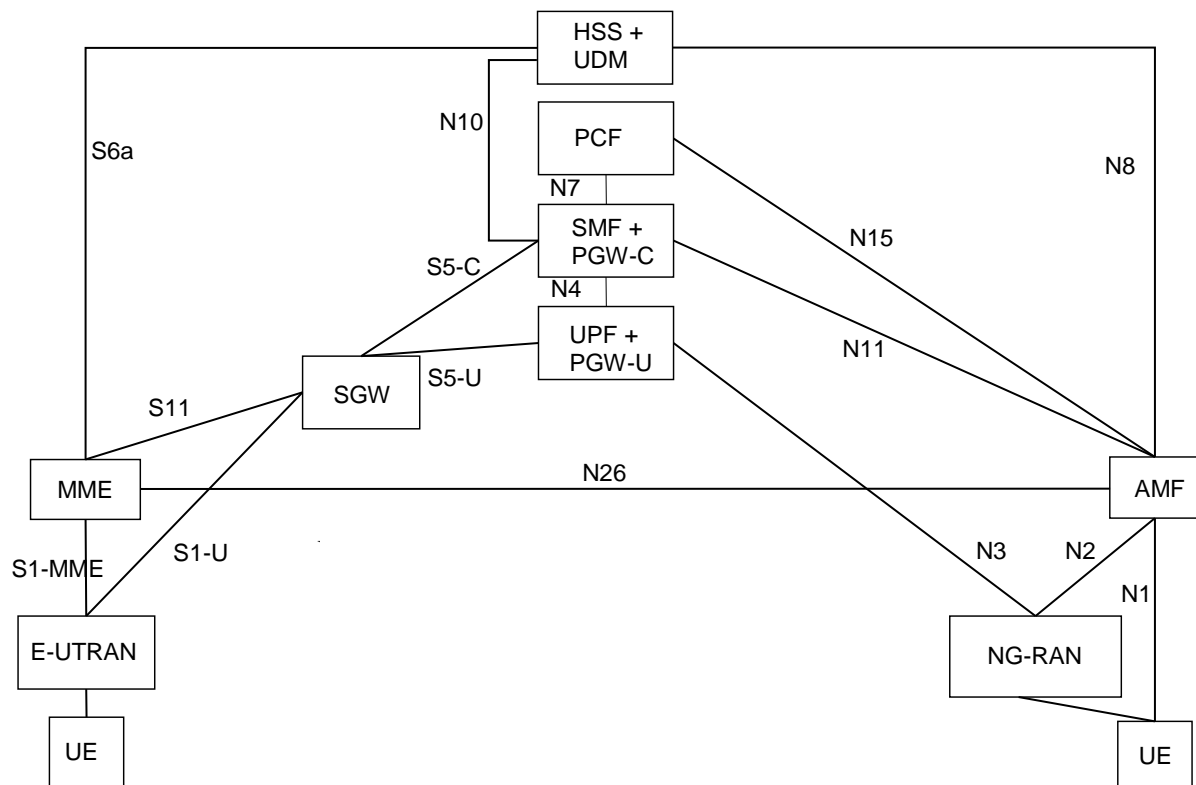 HSS +
UDM
N10
PCF
S6a
N8
N7
SMF +
PGW-C
N15
S5-C
N4
UPF +
PGW-U
N11
S5-U
SGW
S11
N26
MME
AMF
S1-U
N3
N2
S1-MME
N1
E-UTRAN
NG-RAN
UE
UE